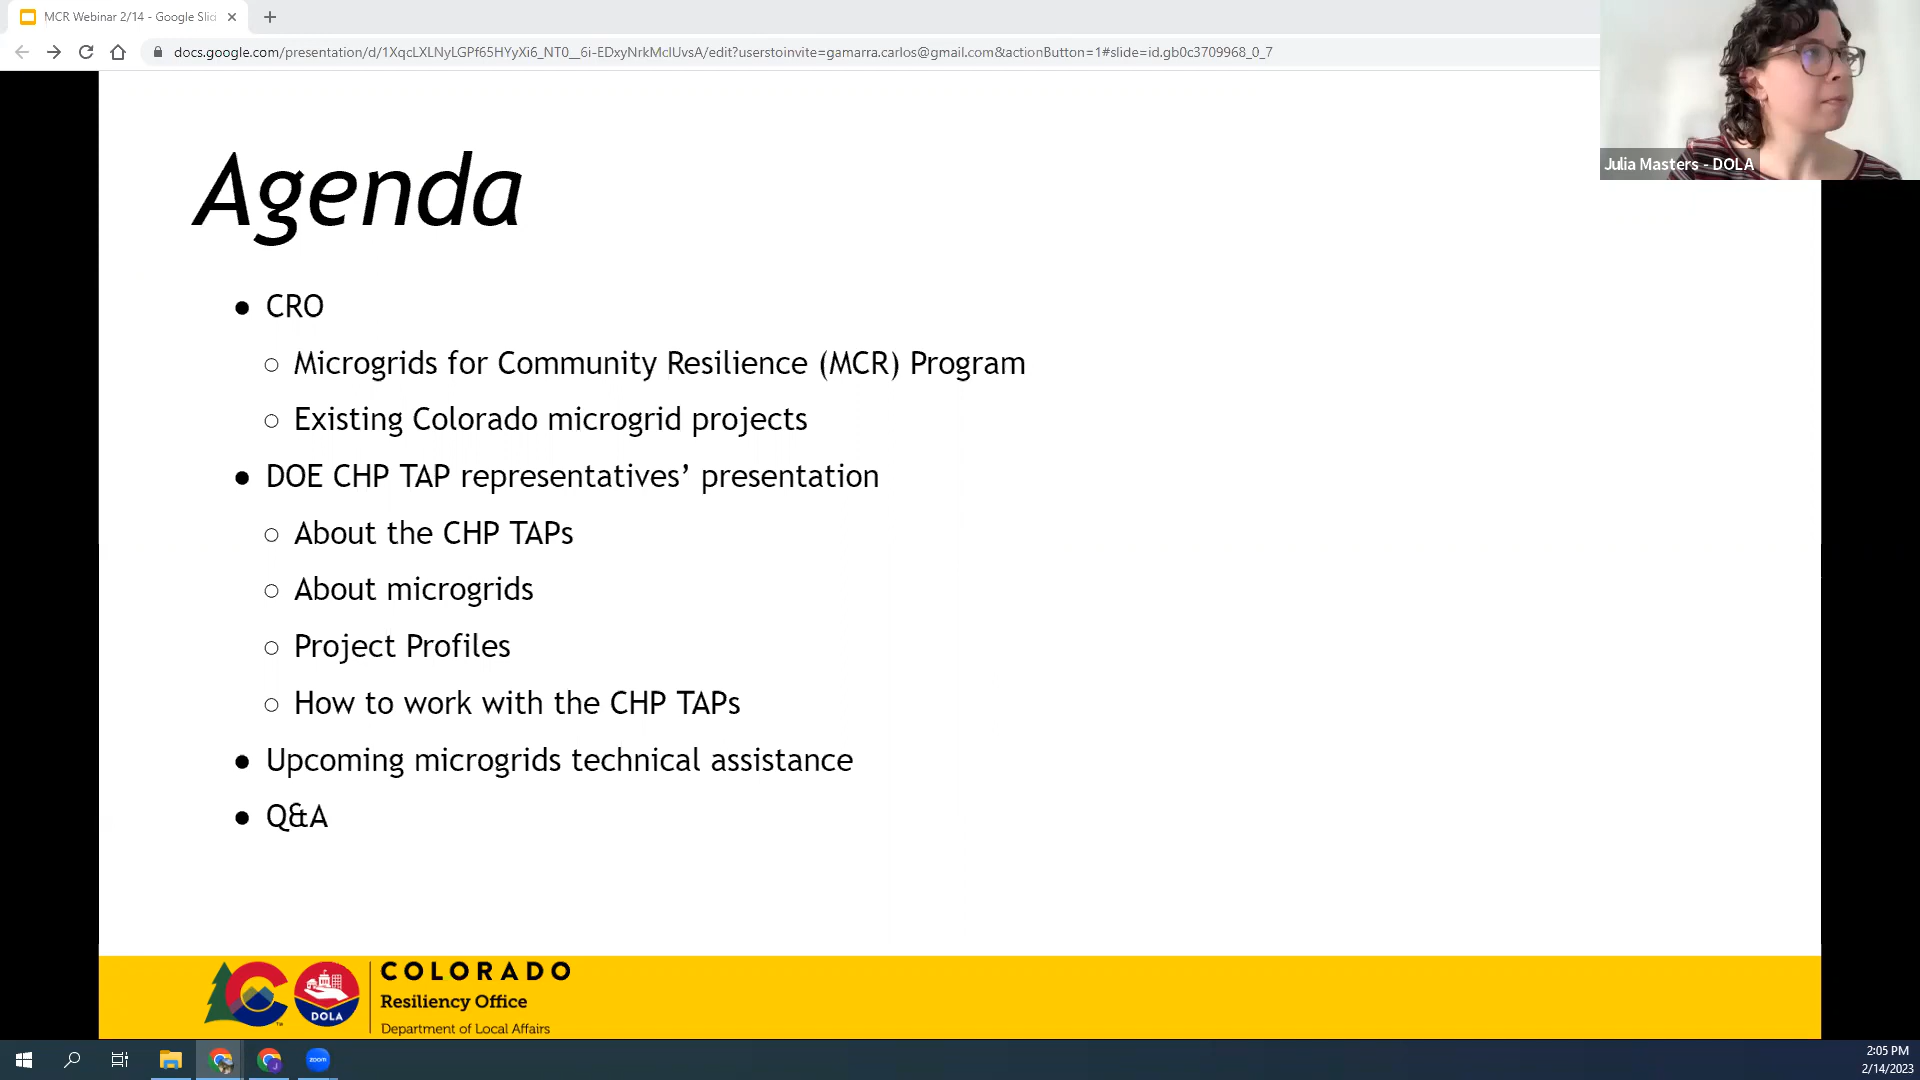 MCR Webinar 2/14 - Google Slid
docs.google.com/presentation/d/1XqcLXLNyLGPf65HYyXi6_NT0__6i-EDxyNrkMcIUvsA/edit?userstoinvite=gamarra.carlos@gmail.com&actionButton=1#slide=id.gb0c3709968_0_7
Julia Masters - DOLA
Agenda
● CRO
○ Microgrids for Community Resilience (MCR) Program
○ Existing Colorado microgrid projects
● DOE CHP TAP representatives’ presentation
○ About the CHP TAPs
○ About microgrids
○ Project Profiles
○ How to work with the CHP TAPs
● Upcoming microgrids technical assistance
● Q&A
DOLA
COLORADO
Resiliency Office
Department of Local Affairs
zoom
2:05 PM
2/14/2023